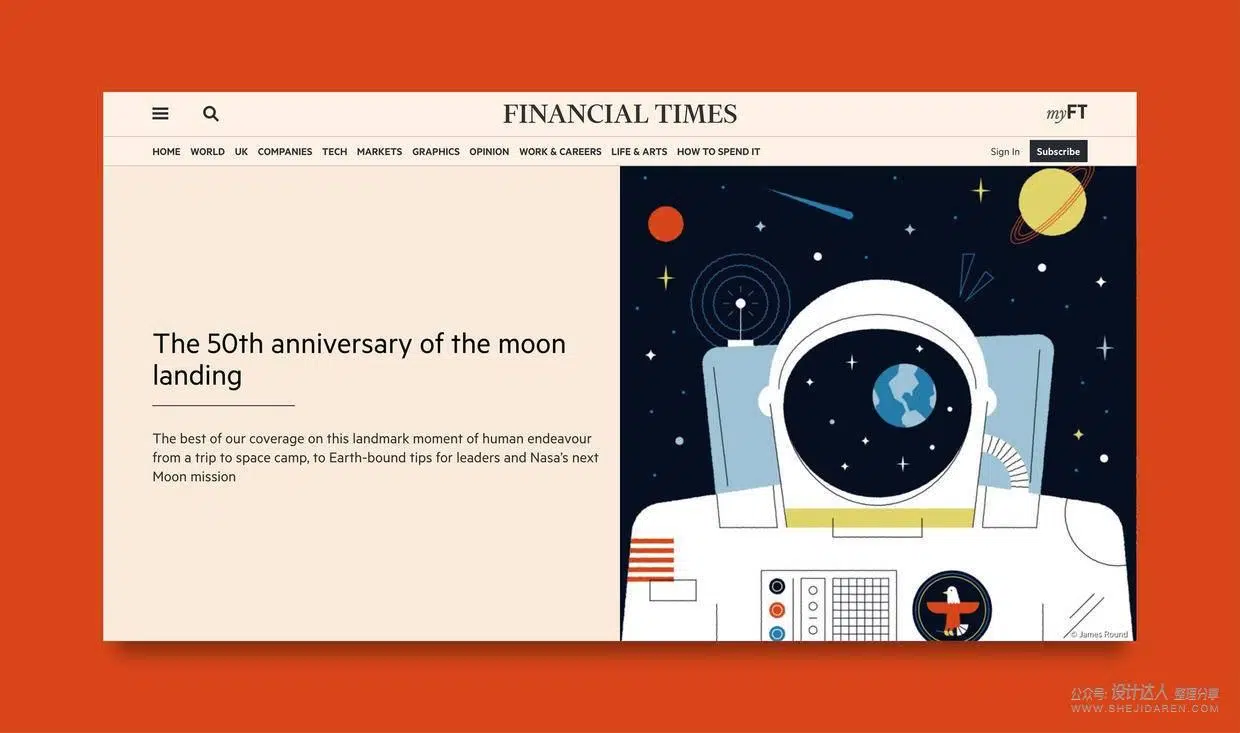 FINANCIAL TIMES
myFT
HOME WORLD UK COMPANIES TECH MARKETS GRAPHICS OPINION WORK & CAREERS LIFE & ARTS HOW TO SPEND IT
Sign In Subscribe
The 50th anniversary of the moon
landing
The best of our coverage on this landmark moment of human endeavour
from a trip to space camp, to Earth-bound tips for leaders and Nasa's next
Moon mission
© James Round
公众号: 设计达人 整理分享
WWW.SHEJIDAREN.COM